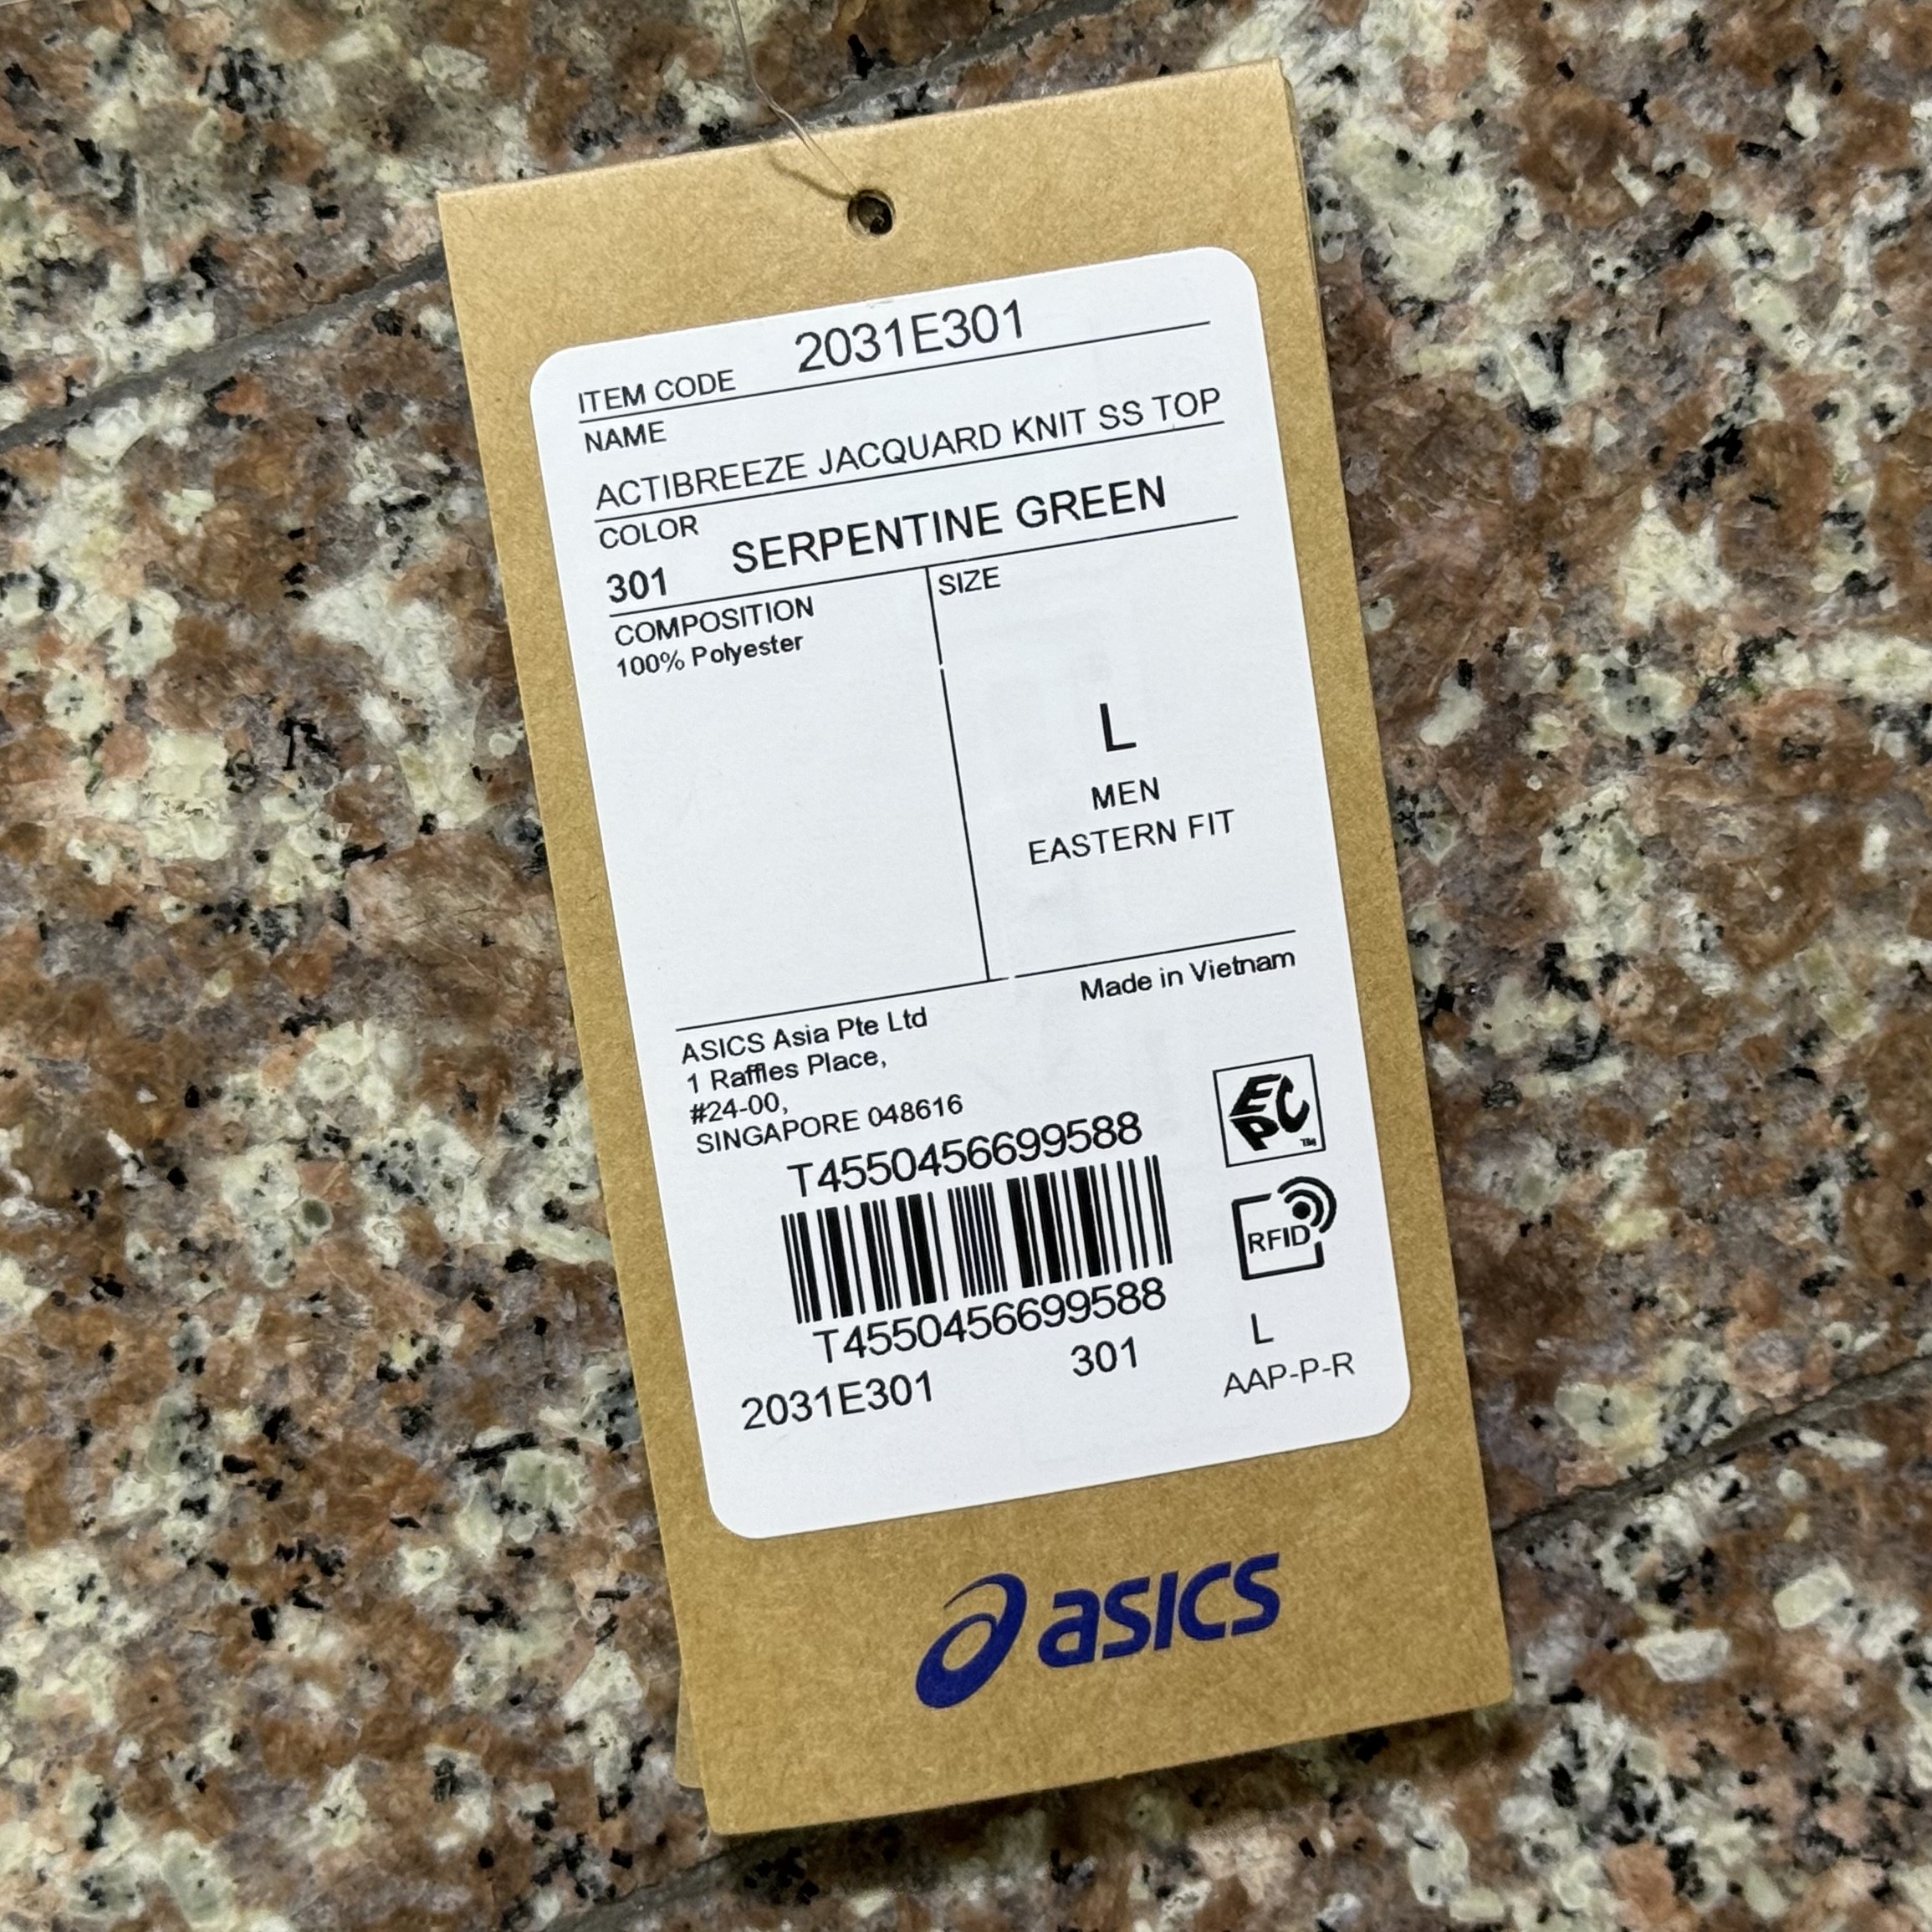 ITEM CODE 2031E301
NAME
ACTIBREEZE JACQUARD KNIT SS TOP
COLOR
301 SERPENTINE GREEN
COMPOSITION
100% Polyester
SIZE
L
MEN
EASTERN FIT
Made in Vietnam
ASICS Asia Pte Ltd
1 Raffles Place,
#24-00,
SINGAPORE 048616
T4550456699588
T4550456699588
2031E301 301
EPC TM
RFID
L
AAP-P-R
asics